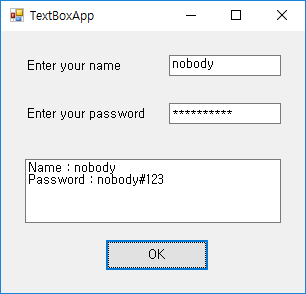 TextBoxApp
Enter your name nobody
Enter your password **********
Name : nobody
Password : nobody#123
OK